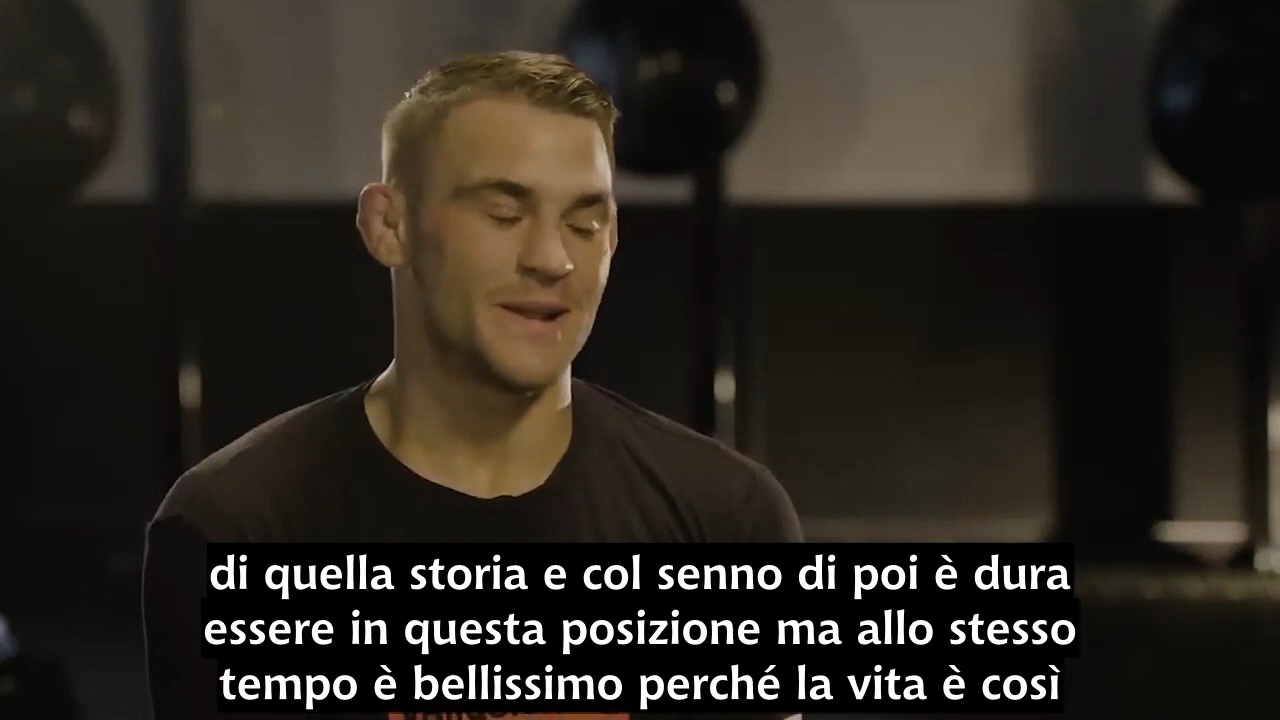 di quella storia e col senno di poi è dura
essere in questa posizione ma allo stesso
tempo è bellissimo perché la vita è così